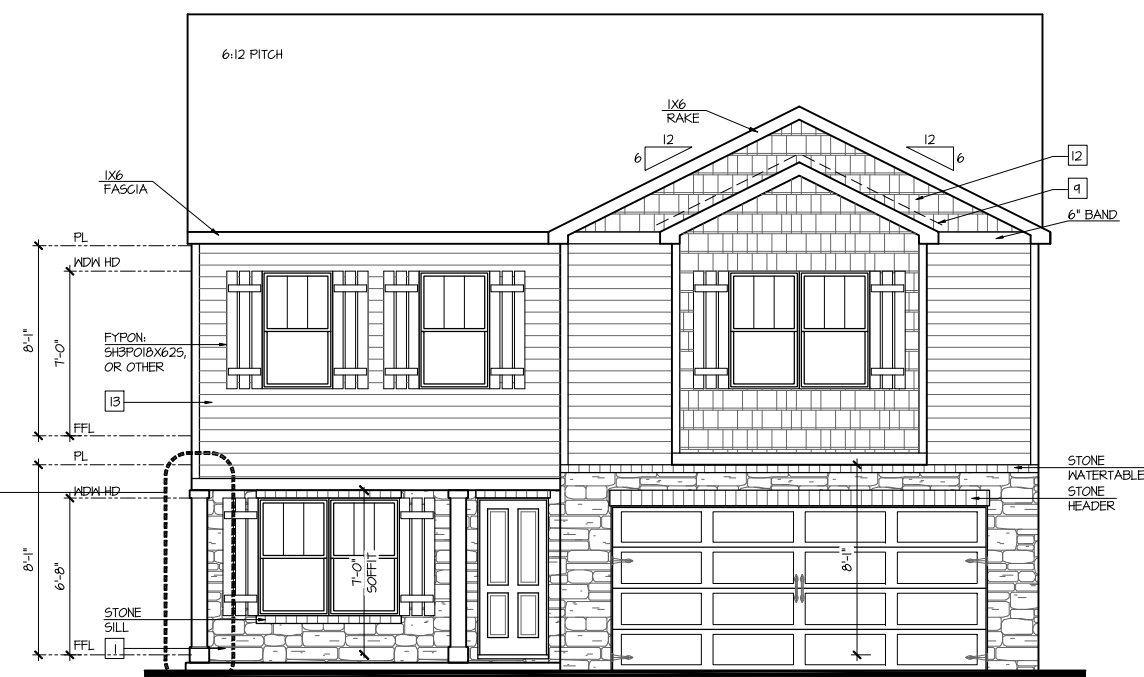 6:12 PITCH
1X6
RAKE
12
6
12
6
12
9
6" BAND
1X6
FASCIA
PL
WDW HD
8'-1"
7'-0"
FYPON:
SH3PO18X62S,
OR OTHER
13
FFL
PL
WDW HD
STONE
WATERTABLE
STONE
HEADER
8'-1"
6'-8"
7'-0"
SOFFIT
8'-1"
STONE
SILL
FFL
1